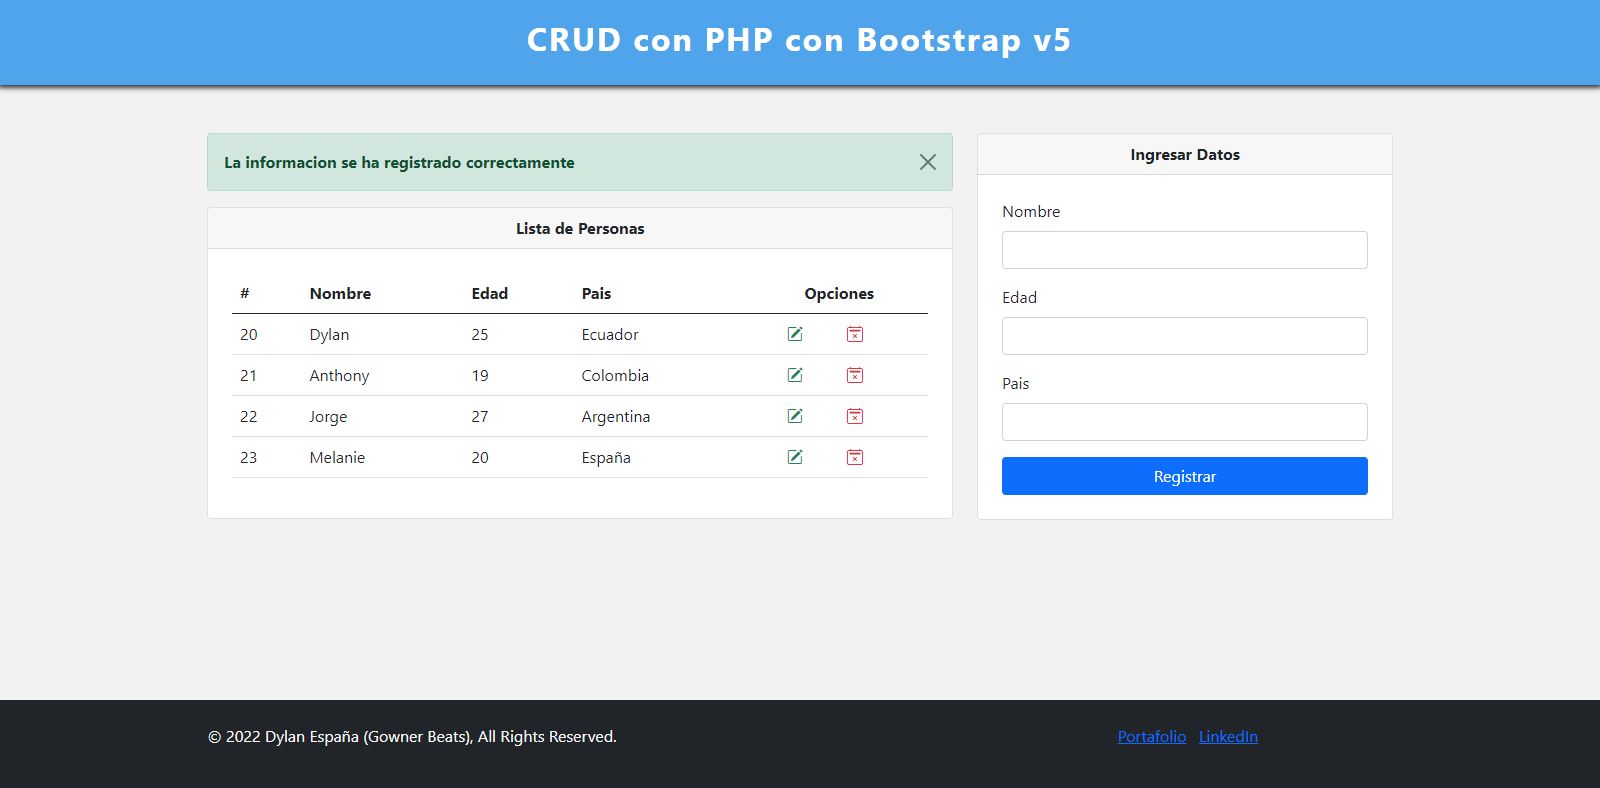 CRUD con PHP con Bootstrap v5
La informacion se ha registrado correctamente
Lista de Personas
# Nombre Edad Pais Opciones
20 Dylan 25 Ecuador
21 Anthony 19 Colombia
22 Jorge 27 Argentina
23 Melanie 20 España
Ingresar Datos
Nombre
Edad
Pais
Registrar
© 2022 Dylan España (Gowner Beats), All Rights Reserved.
Portafolio LinkedIn